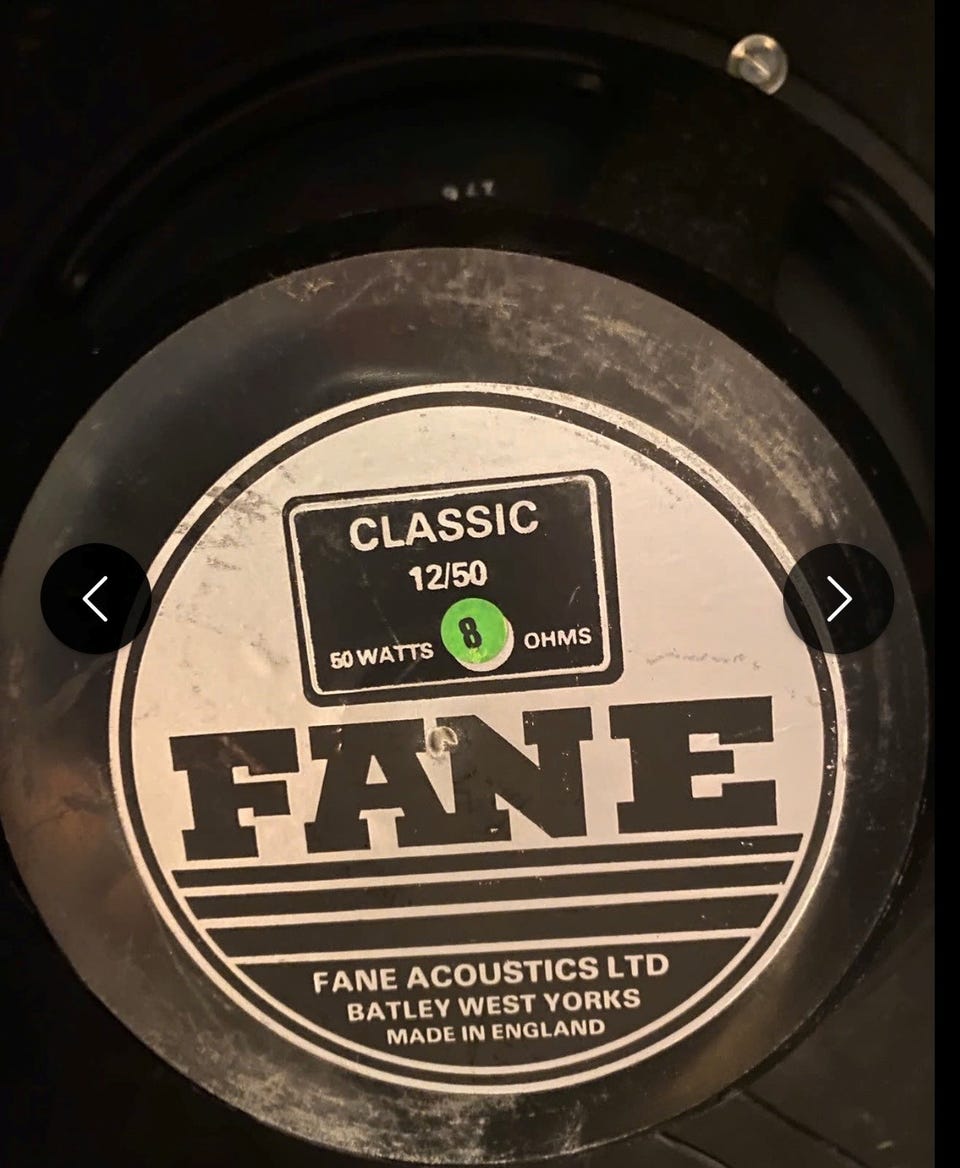 CLASSIC
12/50
50 WATTS 8 OHMS
FANE
FANE ACOUSTICS LTD
BATLEY WEST YORKS
MADE IN ENGLAND